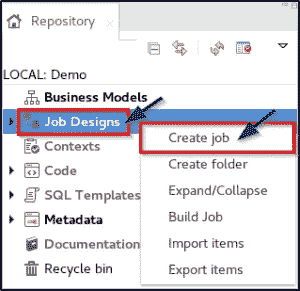 Repository
LOCAL: Demo
Business Models
Job Designs
Contexts
Code
SQL Templates
Metadata
Documentation
Recycle bin
Create job
Create folder
Expand/Collapse
Build Job
Import items
Export items